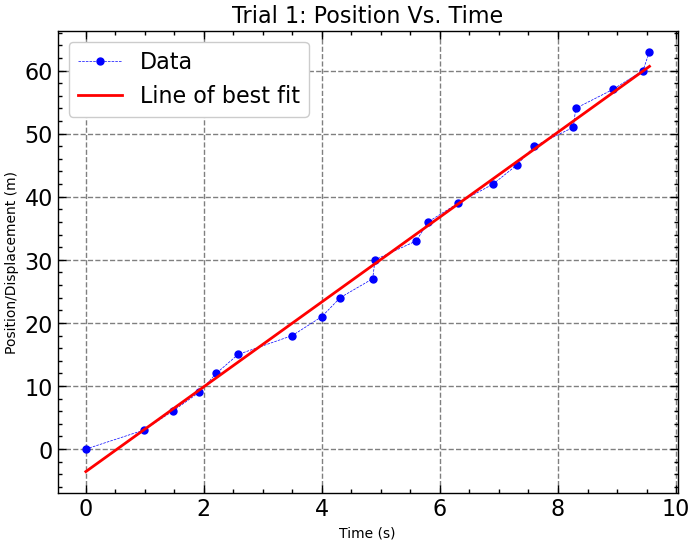 Trial 1: Position Vs. Time
Data
Line of best fit
Position/Displacement (m)
60
50
40
30
20
10
0
0 2 4 6 8 10
Time (s)